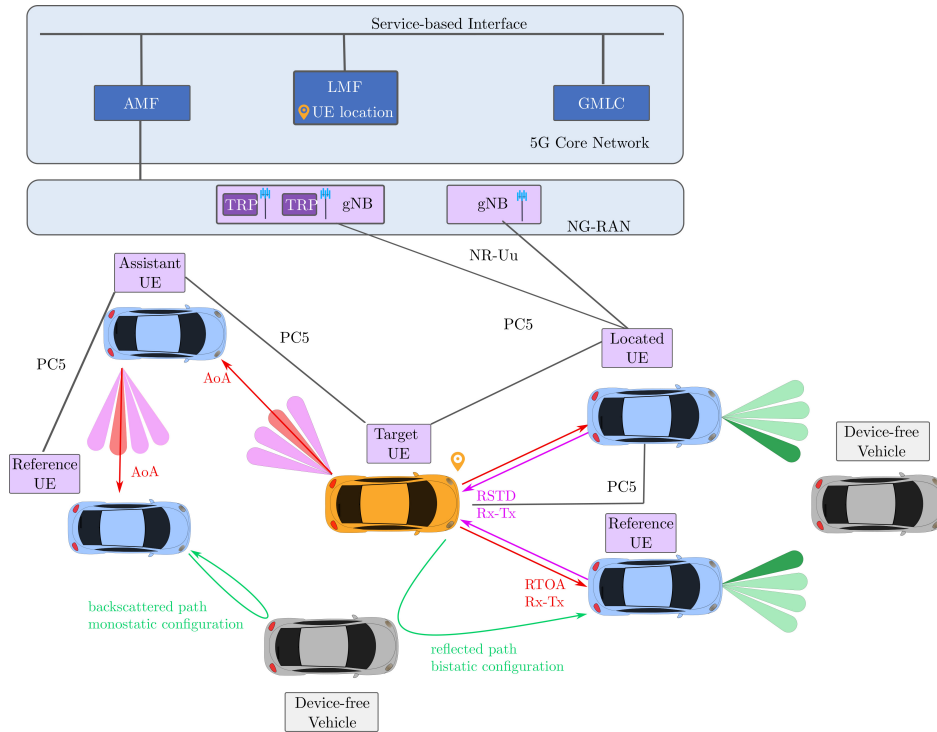 Service-based Interface
AMF
LMF
UE location
GMLC
5G Core Network
TRP
TRP
gNB
gNB
NG-RAN
NR-Uu
Assistant
UE
PC5
PC5
PC5
Located
UE
AoA
AoA
Reference
UE
Target
UE
Device-free
Vehicle
RSTD
Rx-Tx
PC5
Reference
UE
RTOA
Rx-Tx
backscattered path
monostatic configuration
reflected path
bistatic configuration
Device-free
Vehicle